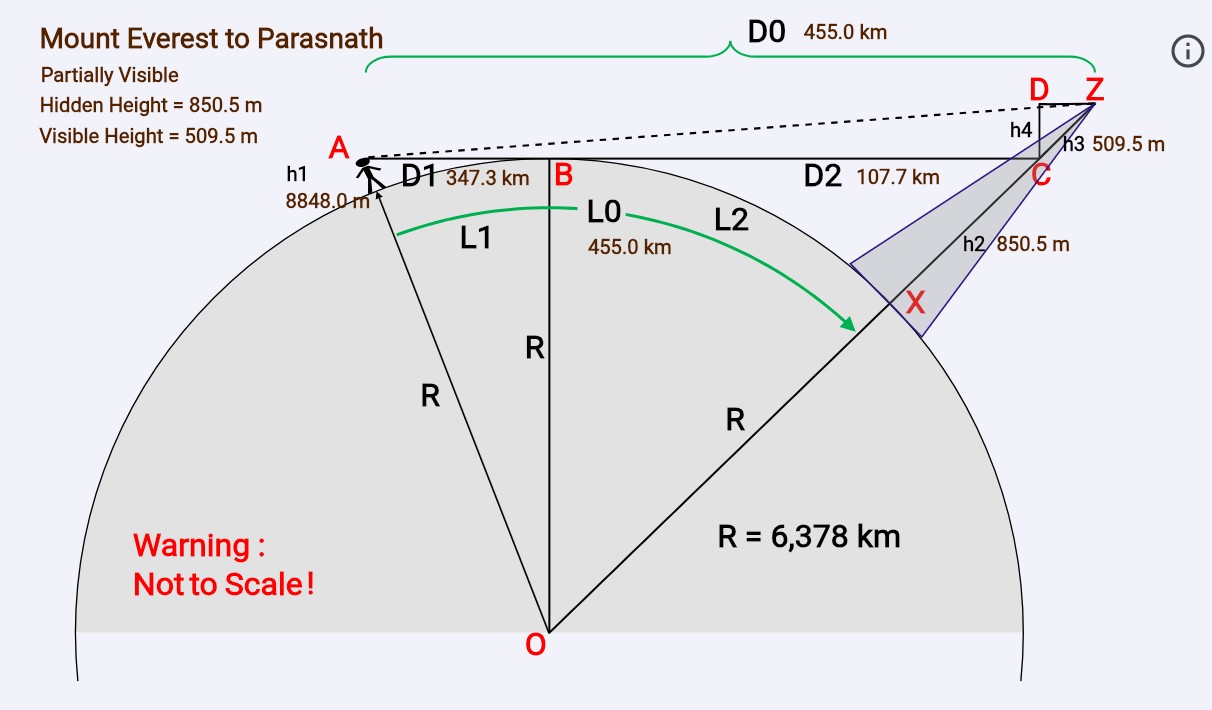 Mount Everest to Parasnath
Partially Visible
Hidden Height = 850.5 m
Visible Height = 509.5 m
D0 455.0 km
D Z
h4
h3 509.5 m
A
h1
8848.0 m
D1 347.3 km
B
D2 107.7 km
C
L0
455.0 km
L1
L2
h2 850.5 m
X
R
R
R
R = 6,378 km
Warning :
Not to Scale!
O